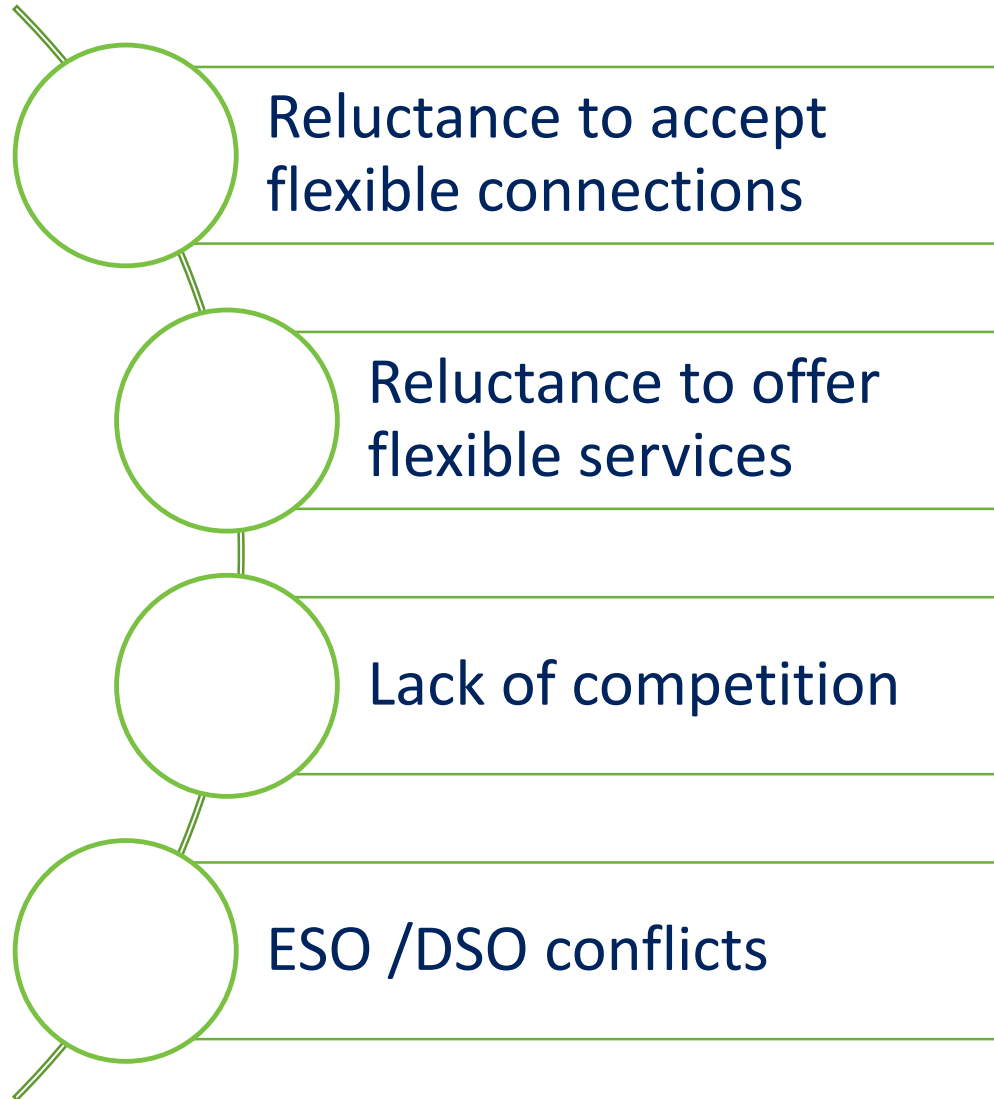 Reluctance to accept
flexible connections
Reluctance to offer
flexible services
Lack of competition
ESO /DSO conflicts